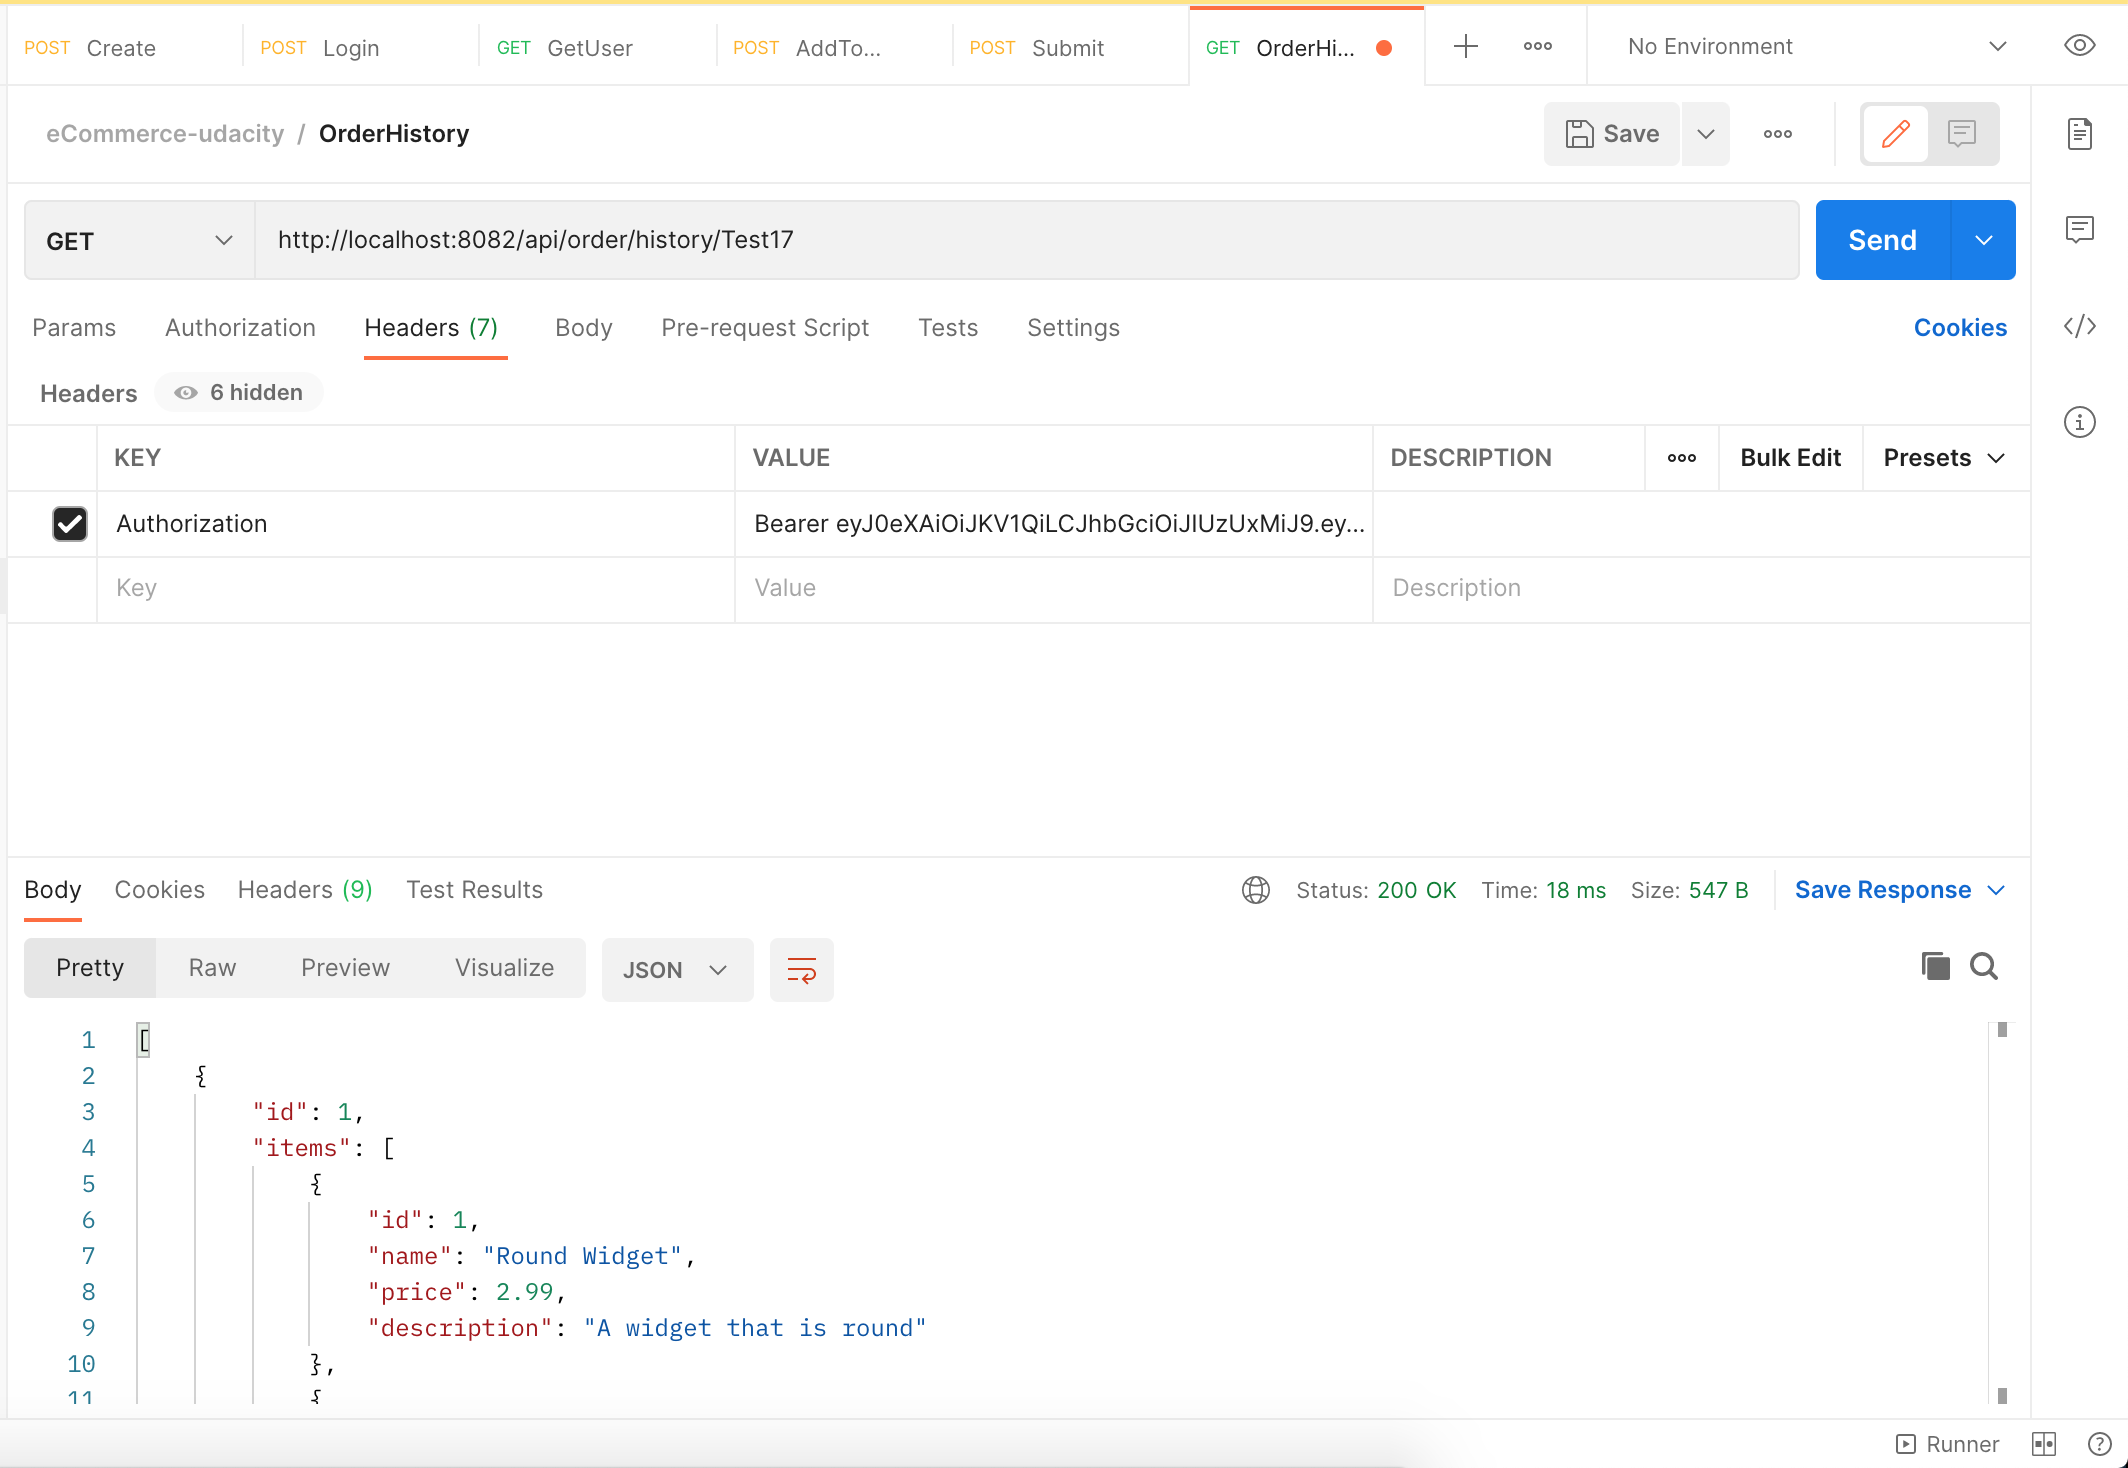 POST Create POST Login GET GetUser POST AddTo... POST Submit GET OrderHi... No Environment
eCommerce-udacity / OrderHistory Save
GET http://localhost:8082/api/order/history/Test17 Send
Params Authorization Headers (7) Body Pre-request Script Tests Settings Cookies
Headers 6 hidden
KEY VALUE DESCRIPTION Bulk Edit Presets
Authorization Bearer eyJ0eXAiOiJKV1QiLCJhbGciOiJIUzUxMiJ9.ey...
Key Value Description
Body Cookies Headers (9) Test Results Status: 200 OK Time: 18 ms Size: 547 B Save Response
Pretty Raw Preview Visualize JSON
1 [
2 {
3 "id": 1,
4 "items": [
5 {
6 "id": 1,
7 "name": "Round Widget",
8 "price": 2.99,
9 "description": "A widget that is round"
10 },
11 {
Runner